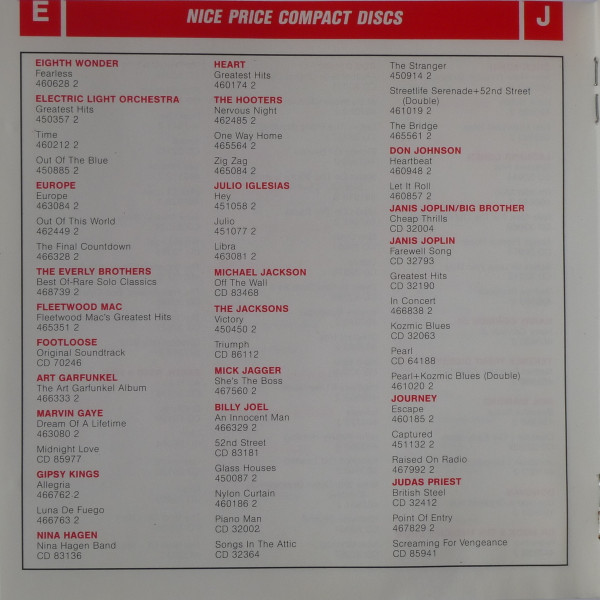 E
NICE PRICE COMPACT DISCS
J
EIGHTH WONDER
Fearless
460628 2
ELECTRIC LIGHT ORCHESTRA
Greatest Hits
450357 2
Time
460212 2
Out Of The Blue
450885 2
EUROPE
Europe
463084 2
Out Of This World
462449 2
The Final Countdown
466328 2
THE EVERLY BROTHERS
Best Of-Rare Solo Classics
468739 2
FLEETWOOD MAC
Fleetwood Mac's Greatest Hits
465351 2
FOOTLOOSE
Original Soundtrack
CD 70246
ART GARFUNKEL
The Art Garfunkel Album
466333 2
MARVIN GAYE
Dream Of A Lifetime
463080 2
Midnight Love
CD 85977
GIPSY KINGS
Allegria
466762 2
Luna De Fuego
466763 2
NINA HAGEN
Nina Hagen Band
CD 83136
HEART
Greatest Hits
460174 2
THE HOOTERS
Nervous Night
462485 2
One Way Home
465564 2
Zig Zag
465084 2
JULIO IGLESIAS
Hey
451058 2
Julio
451077 2
Libra
463081 2
MICHAEL JACKSON
Off The Wall
CD 83468
THE JACKSONS
Victory
450450 2
Triumph
CD 86112
MICK JAGGER
She's The Boss
467560 2
BILLY JOEL
An Innocent Man
466329 2
52nd Street
CD 83181
Glass Houses
450087 2
Nylon Curtain
460186 2
Piano Man
CD 32002
Songs In The Attic
CD 32364
The Stranger
450914 2
Streetlife Serenade+52nd Street
(Double)
461019 2
The Bridge
465561 2
DON JOHNSON
Heartbeat
460948 2
Let It Roll
460857 2
JANIS JOPLIN/BIG BROTHER
Cheap Thrills
CD 32004
JANIS JOPLIN
Farewell Song
CD 32793
Greatest Hits
CD 32190
In Concert
466838 2
Kozmic Blues
CD 32063
Pearl
CD 64188
Pearl+Kozmic Blues (Double)
461020 2
JOURNEY
Escape
460185 2
Captured
451132 2
Raised On Radio
467992 2
JUDAS PRIEST
British Steel
CD 32412
Point Of Entry
467829 2
Screaming For Vengeance
CD 85941